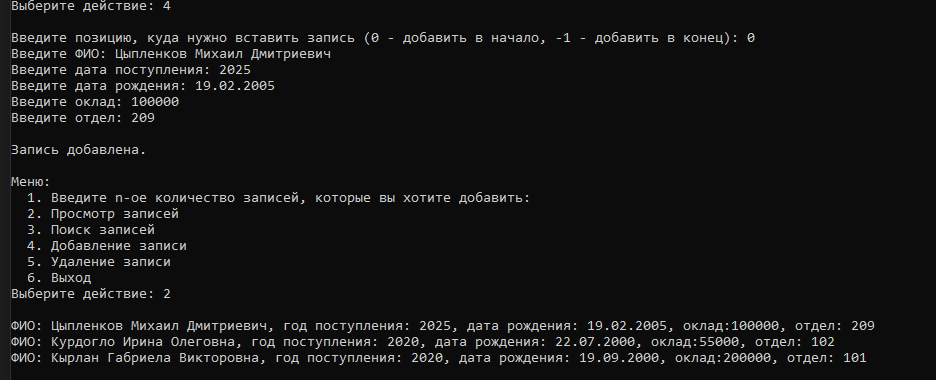 Выберите действие: 4
Введите позицию, куда нужно вставить запись (0 - добавить в начало, -1 - добавить в конец): 0
Введите ФИО: Цыпленков Михаил Дмитриевич
Введите дата поступления: 2025
Введите дата рождения: 19.02.2005
Введите оклад: 100000
Введите отдел: 209
Запись добавлена.
Меню:
1. Введите n-ое количество записей, которые вы хотите добавить:
2. Просмотр записей
3. Поиск записей
4. Добавление записи
5. Удаление записи
6. Выход
Выберите действие: 2
ФИО: Цыпленков Михаил Дмитриевич, год поступления: 2025, дата рождения: 19.02.2005, оклад:100000, отдел: 209
ФИО: Курдогло Ирина Олеговна, год поступления: 2020, дата рождения: 22.07.2000, оклад:55000, отдел: 102
ФИО: Кырлан Габриела Викторовна, год поступления: 2020, дата рождения: 19.09.2000, оклад:200000, отдел: 101